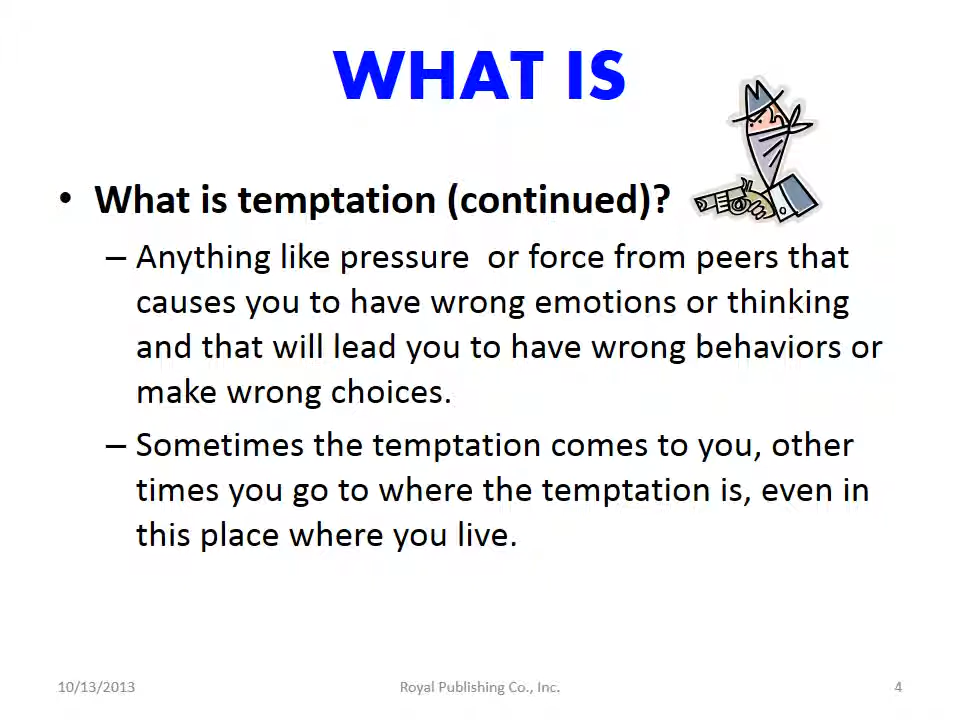 WHAT IS
• What is temptation (continued)?
– Anything like pressure  or force from peers that
causes you to have wrong emotions or thinking
and that will lead you to have wrong behaviors or
make wrong choices.
– Sometimes the temptation comes to you, other
times you go to where the temptation is, even in
this place where you live.
10/13/2013
Royal Publishing Co., Inc.
4